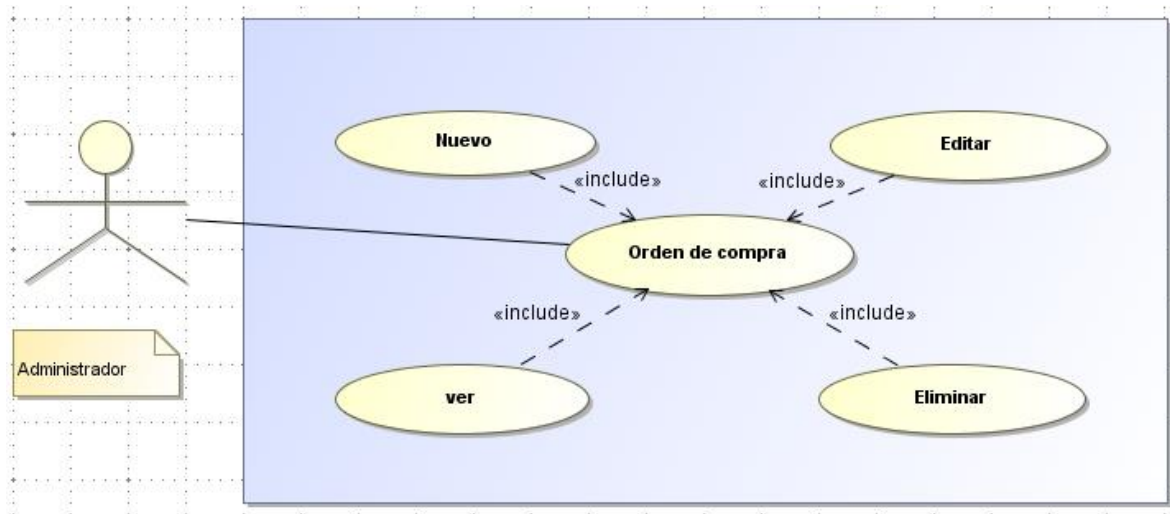 Nuevo
Editar
«include»
«include»
Orden de compra
«include»
«include»
Administrador
ver
Eliminar